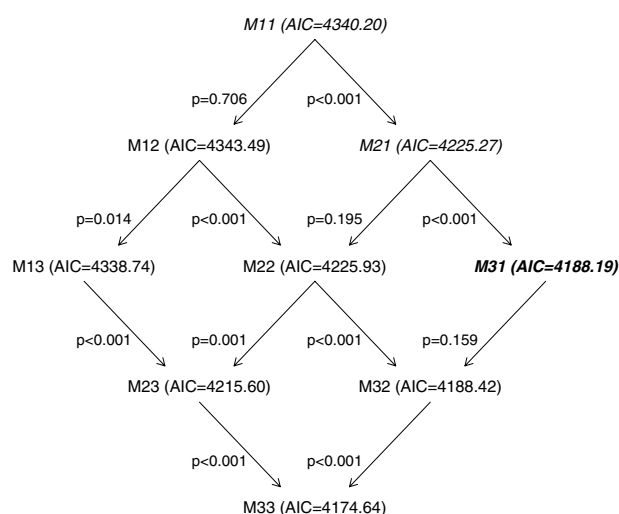 M11 (AIC=4340.20)
p=0.706 p<0.001
M12 (AIC=4343.49) M21 (AIC=4225.27)
p=0.014 p<0.001 p=0.195 p<0.001
M13 (AIC=4338.74) M22 (AIC=4225.93) M31 (AIC=4188.19)
p<0.001 p=0.001 p<0.001 p=0.159
M23 (AIC=4215.60) M32 (AIC=4188.42)
p<0.001 p<0.001
M33 (AIC=4174.64)